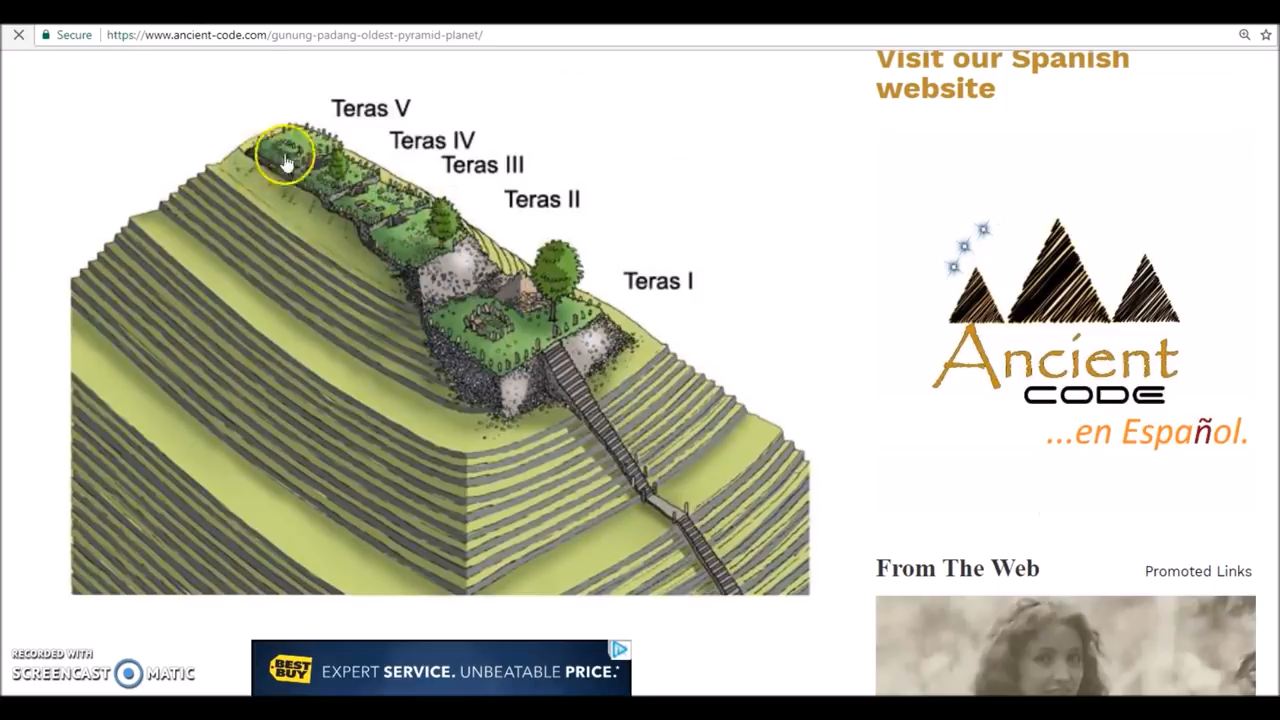 Secure
https://www.ancient-code.com/gunung-padang-oldest-pyramid-planet/
Visit our Spanish
website
Teras V
Teras IV
Teras III
Teras II
Teras I
Ancient
CODE
...en Español.
From The Web
Promoted Links
RECORDED WITH
SCREENCAST MATIC
BEST
BUY
EXPERT SERVICE. UNBEATABLE PRICE.*